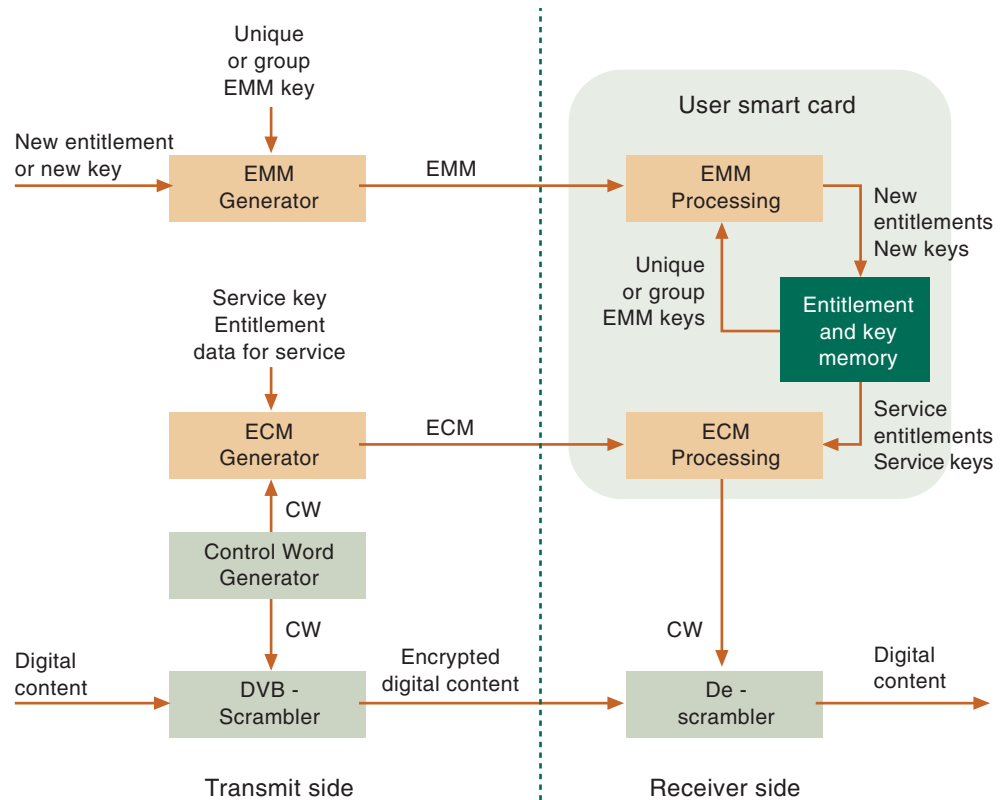 Unique
or group
EMM key
User smart card
New entitlement
or new key
EMM
Generator
EMM
EMM
Processing
New
entitlements
New keys
Unique
or group
EMM keys
Entitlement
and key
memory
Service key
Entitlement
data for service
ECM
Generator
ECM
ECM
Processing
Service
entitlements
Service keys
CW
Control Word
Generator
CW
CW
Digital
content
DVB -
Scrambler
Encrypted
digital content
De -
scrambler
Digital
content
Transmit side
Receiver side